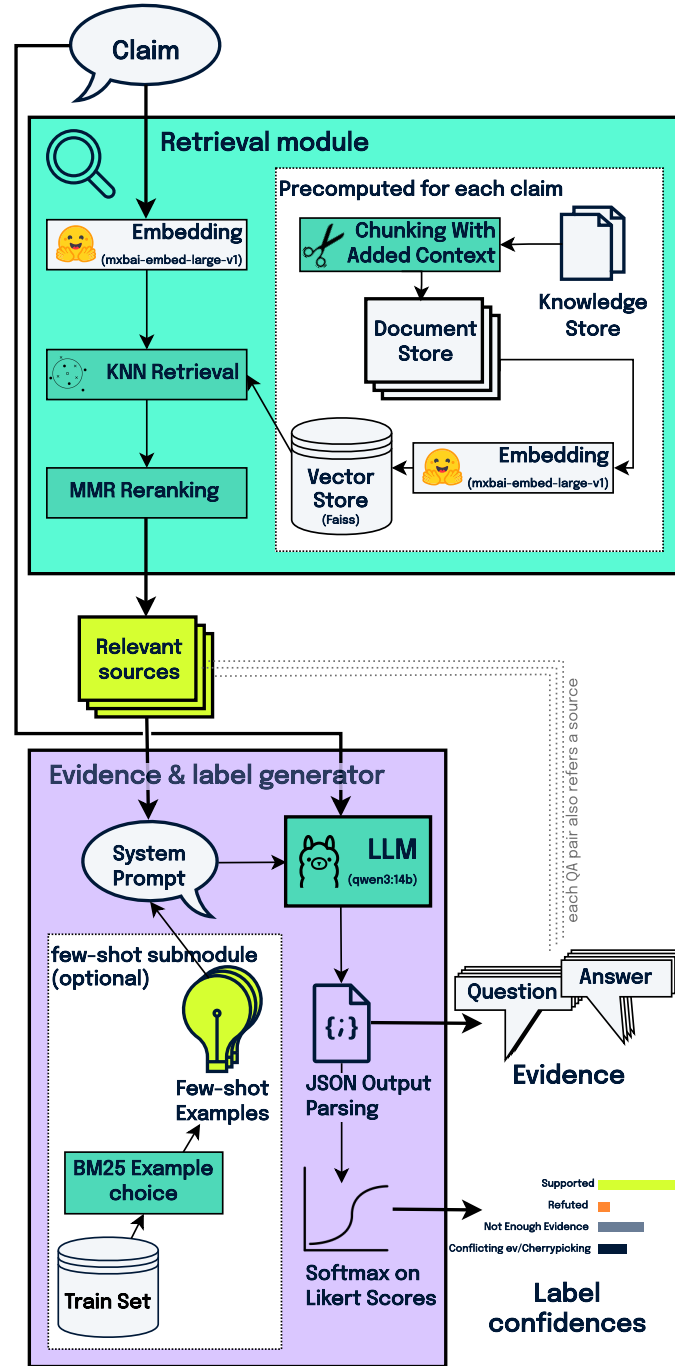 Claim
Retrieval module
Precomputed for each claim
Embedding
(mxbai-embed-large-v1)
Chunking With
Added Context
Knowledge
Store
Document
Store
KNN Retrieval
Vector
Store
(Faiss)
Embedding
(mxbai-embed-large-v1)
MMR Reranking
Relevant
sources
each QA pair also refers a source
Evidence & label generator
System
Prompt
LLM
(qwen3:14b)
few-shot submodule
(optional)
Few-shot
Examples
BM25 Example
choice
Train Set
{;}
JSON Output
Parsing
Question
Answer
Evidence
Softmax on
Likert Scores
Supported
Refuted
Not Enough Evidence
Conflicting ev/Cherrypicking
Label
confidences